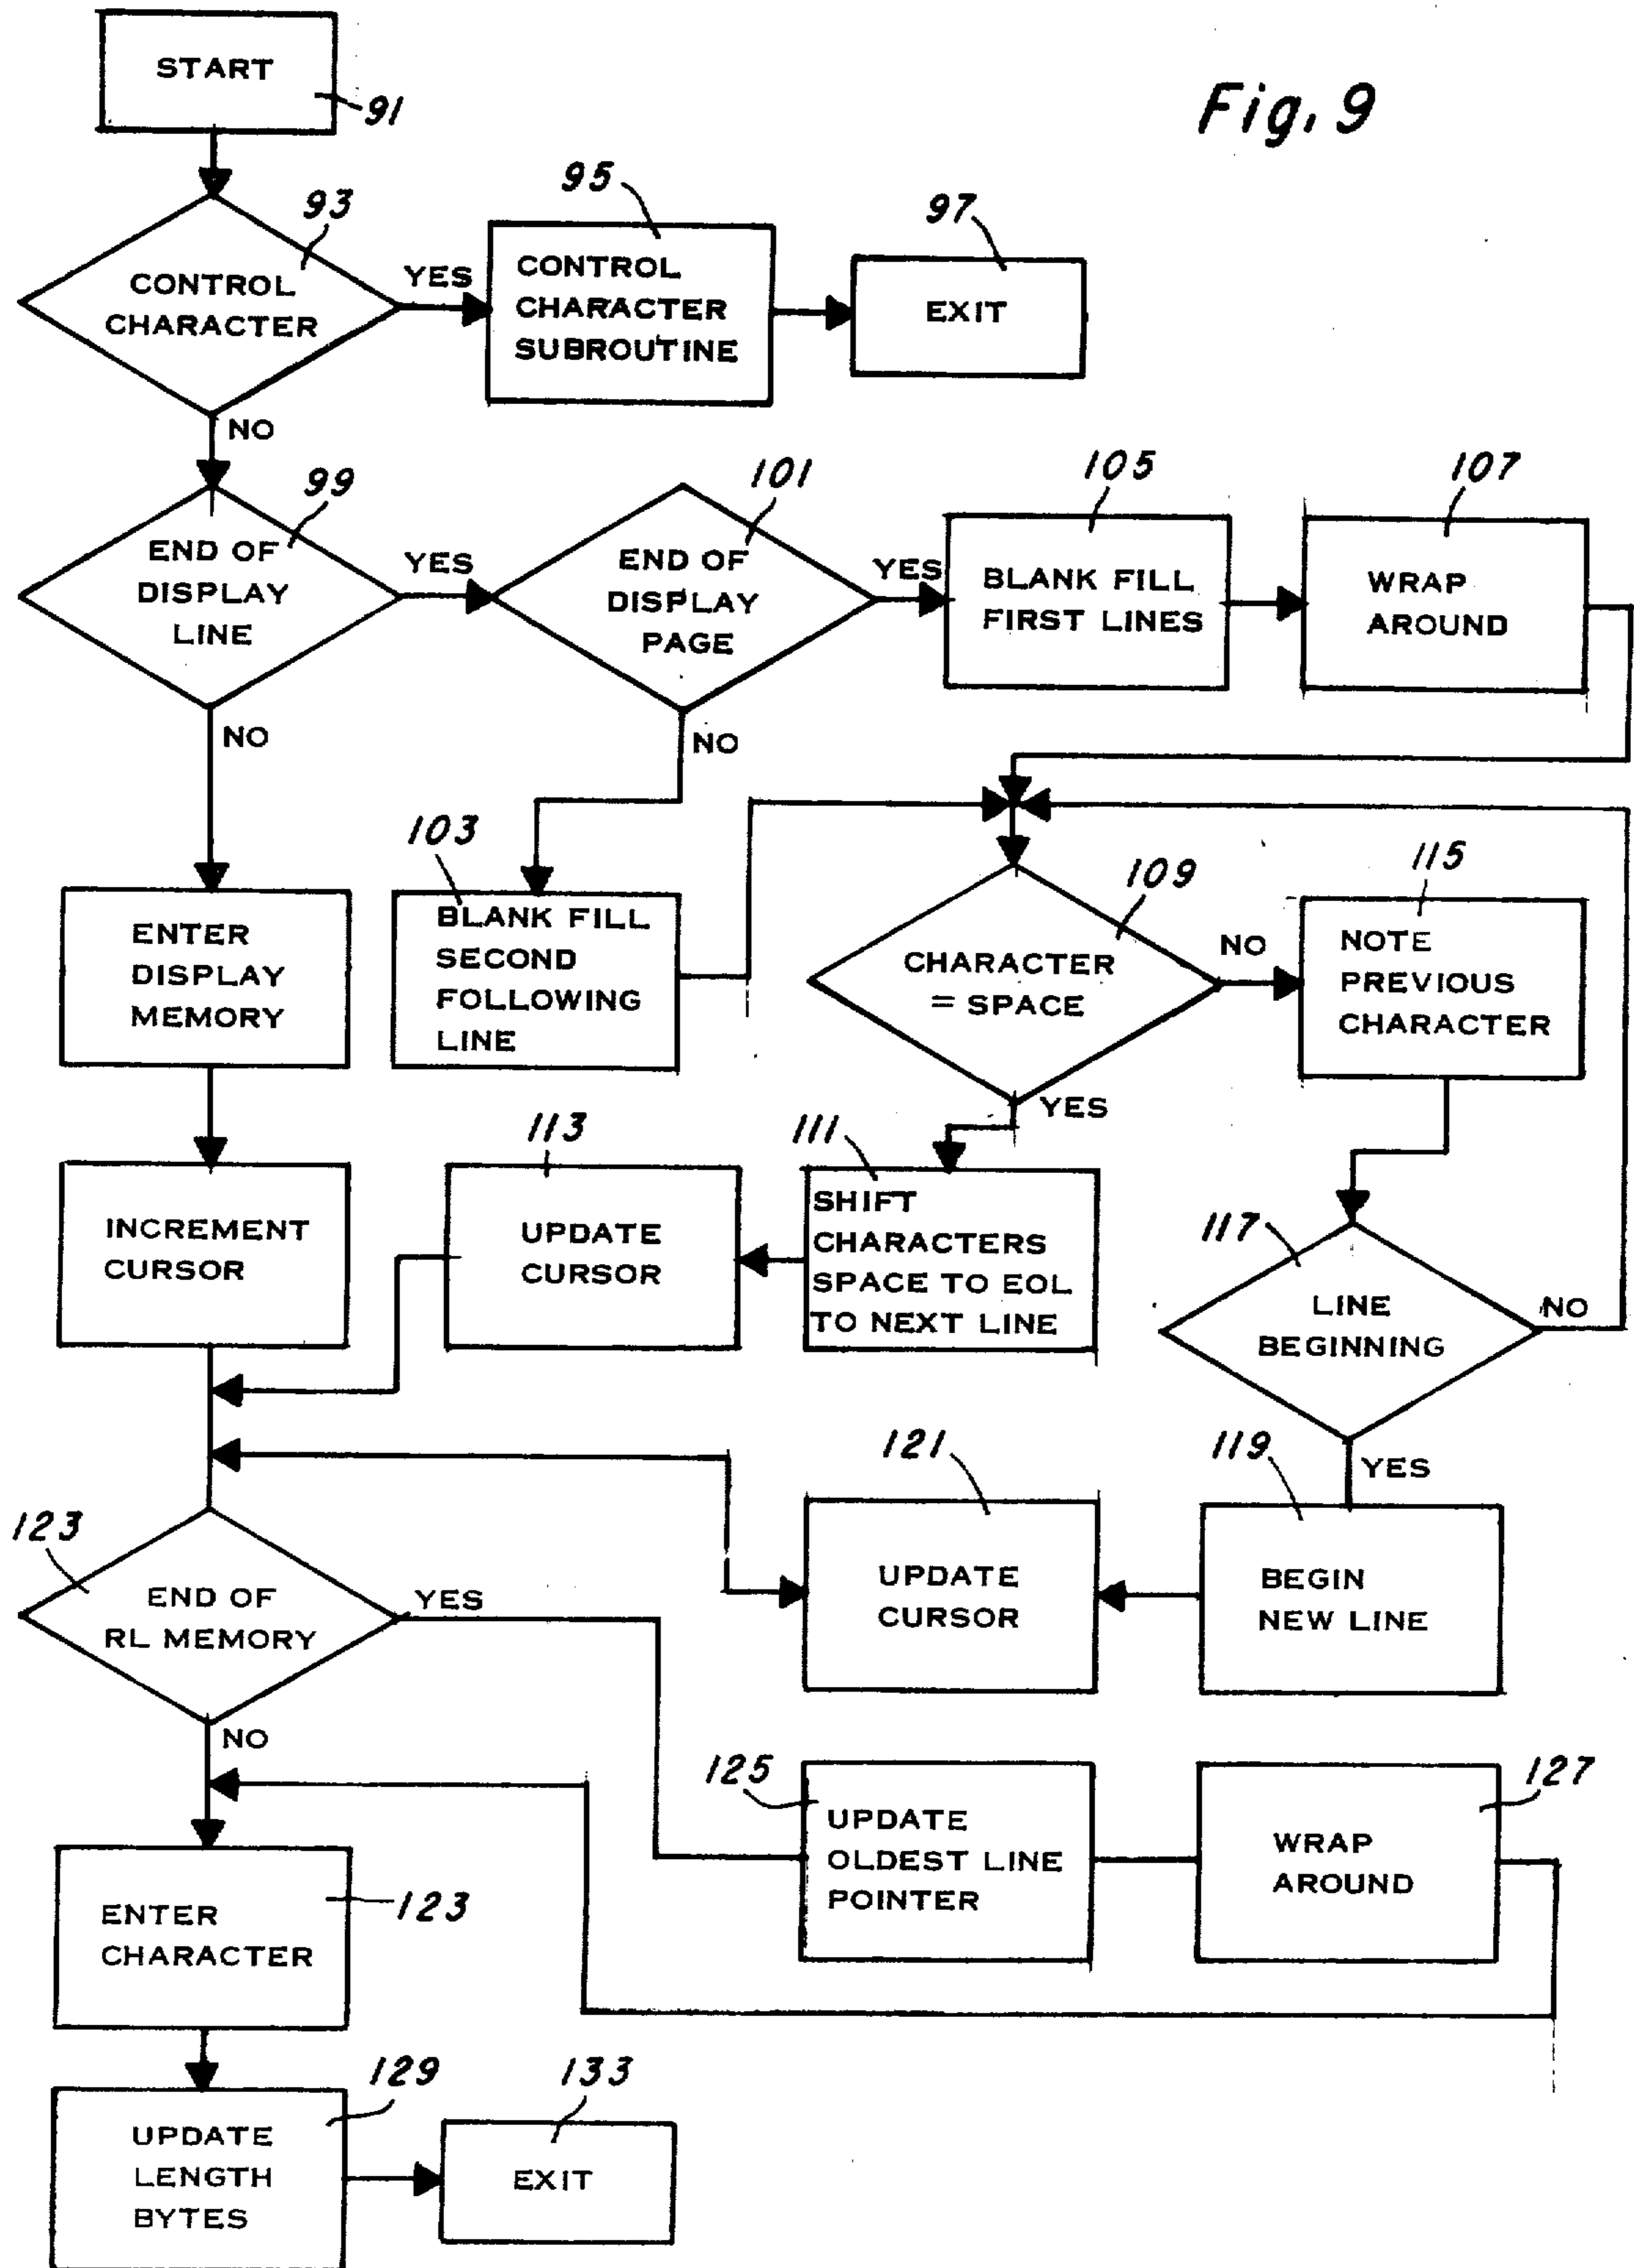 Fig. 9
START
91
93
CONTROL
CHARACTER
YES
NO
95
CONTROL
CHARACTER
SUBROUTINE
97
EXIT
99
END OF
DISPLAY
LINE
YES
NO
101
END OF
DISPLAY
PAGE
YES
NO
105
BLANK FILL
FIRST LINES
107
WRAP
AROUND
ENTER
DISPLAY
MEMORY
103
BLANK FILL
SECOND
FOLLOWING
LINE
109
CHARACTER
= SPACE
NO
YES
115
NOTE
PREVIOUS
CHARACTER
INCREMENT
CURSOR
113
UPDATE
CURSOR
111
SHIFT
CHARACTERS
SPACE TO EOL
TO NEXT LINE
117
LINE
BEGINNING
NO
YES
123
END OF
RL MEMORY
YES
NO
121
UPDATE
CURSOR
119
BEGIN
NEW LINE
125
UPDATE
OLDEST LINE
POINTER
127
WRAP
AROUND
ENTER
CHARACTER
123
129
UPDATE
LENGTH
BYTES
133
EXIT